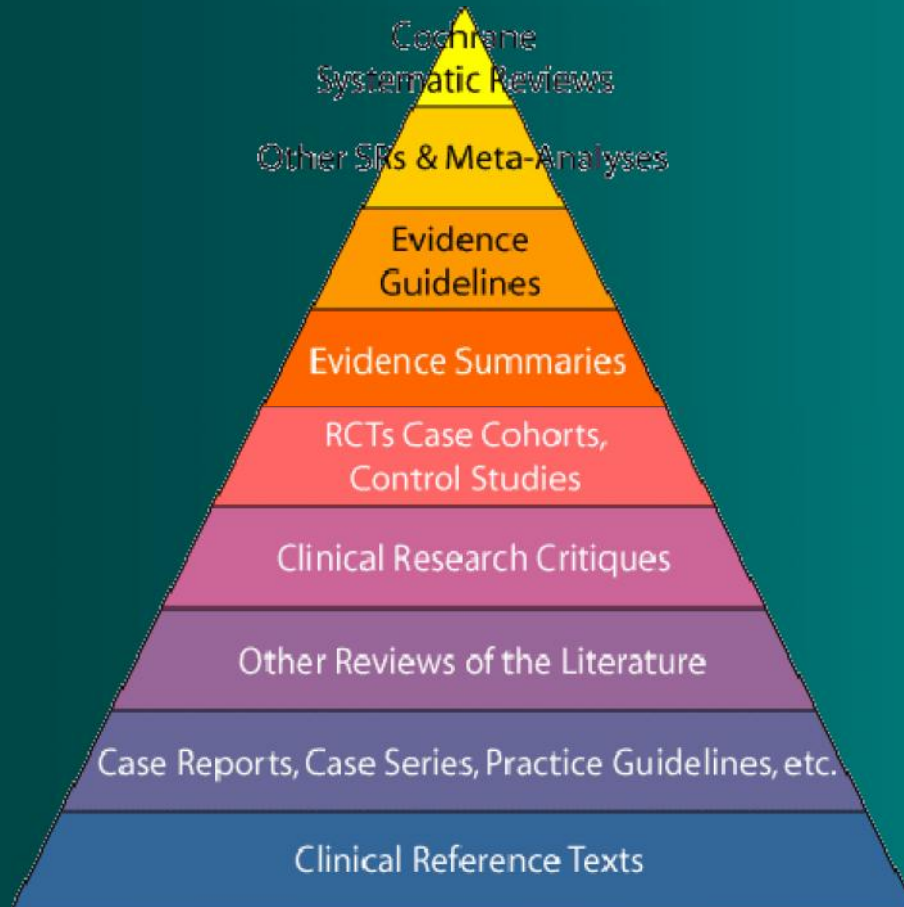 Cochrane
Systematic Reviews
Other SRs & Meta-Analyses
Evidence
Guidelines
Evidence Summaries
RCTs Case Cohorts,
Control Studies
Clinical Research Critiques
Other Reviews of the Literature
Case Reports, Case Series, Practice Guidelines, etc.
Clinical Reference Texts